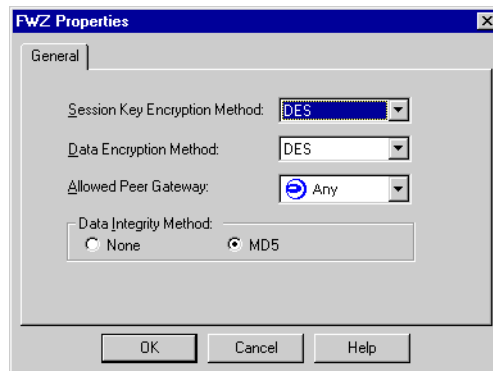 FWZ Properties
General
Session Key Encryption Method: DES
Data Encryption Method: DES
Allowed Peer Gateway: Any
Data Integrity Method:
None MD5
OK Cancel Help